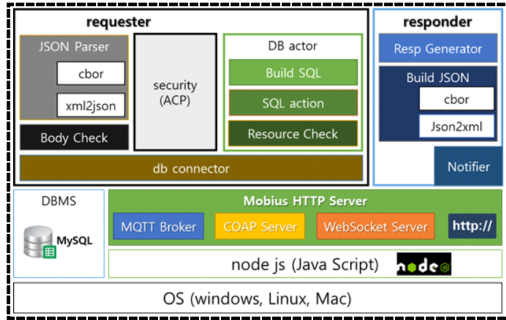 requester
JSON Parser
cbor
xml2json
Body Check
security
(ACP)
DB actor
Build SQL
SQL action
Resource Check
db connector
responder
Resp Generator
Build JSON
cbor
Json2xml
Notifier
DBMS
MySQL
Mobius HTTP Server
MQTT Broker
COAP Server
WebSocket Server
http://
node js (Java Script)
node
OS (windows, Linux, Mac)